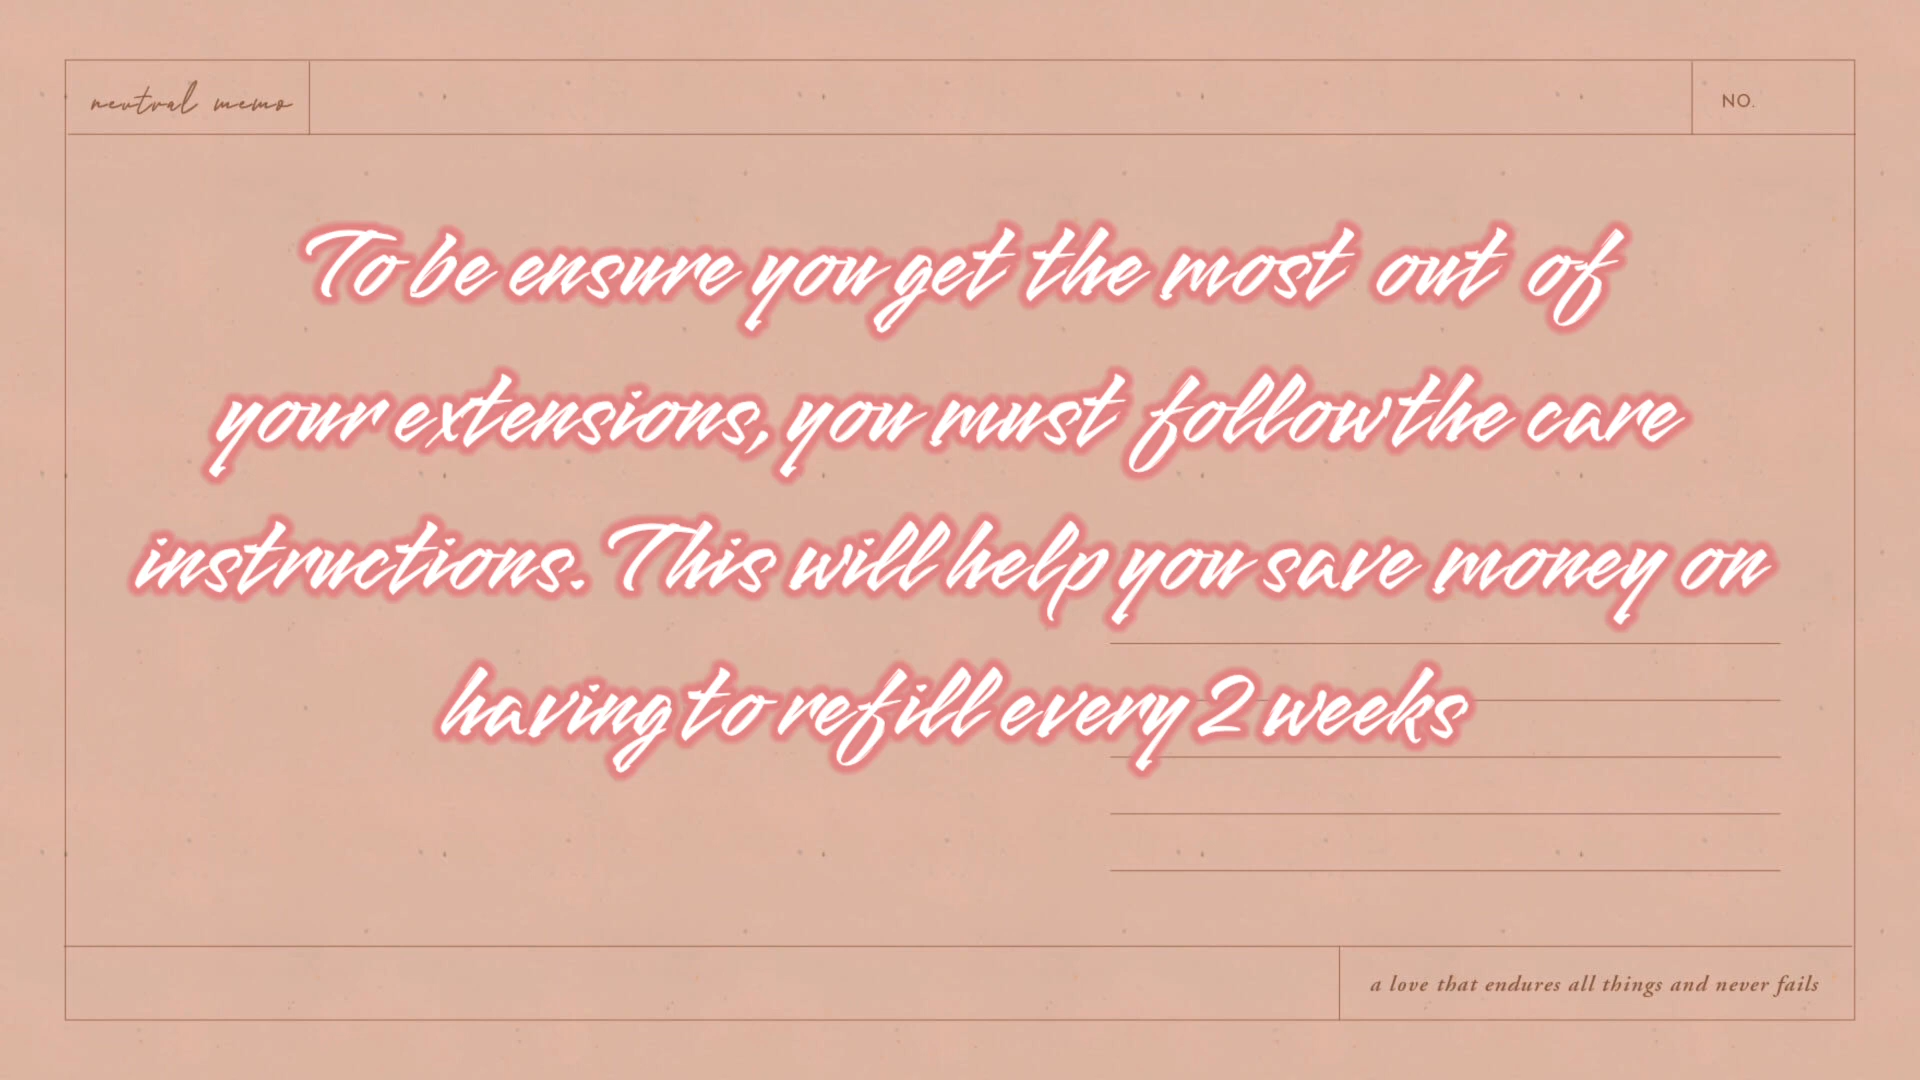 neutral memo
NO.
To be ensure you get the most out of
your extensions, you must follow the care
instructions. This will help you save money on
having to refill every 2 weeks
a love that endures all things and never fails